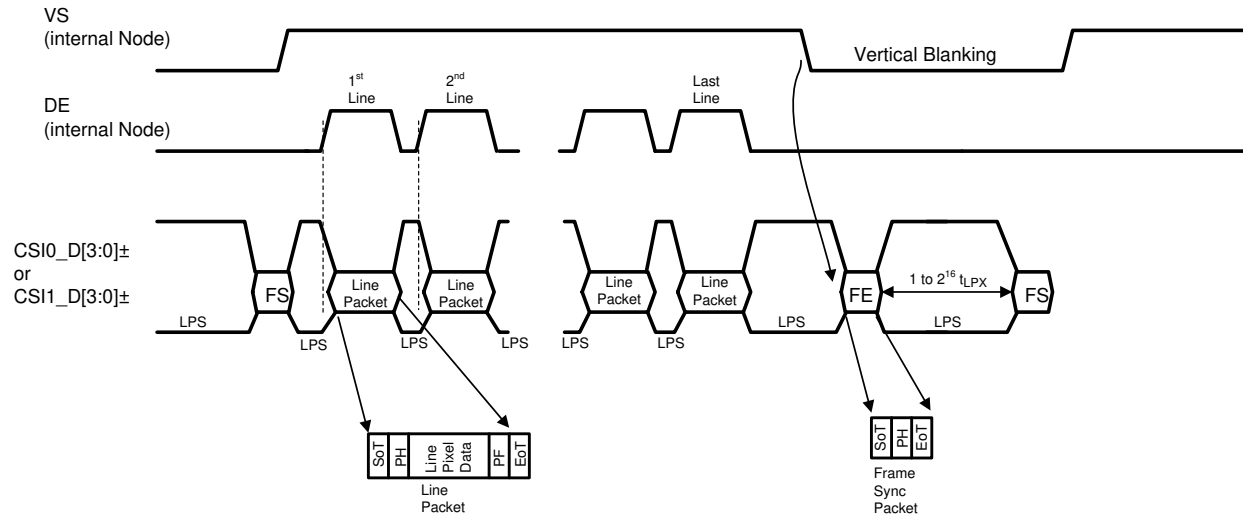 VS
(internal Node)
Vertical Blanking
1st
Line
2nd
Line
Last
Line
DE
(internal Node)
CSI0_D[3:0]±
or
CSI1_D[3:0]±
FS
Line
Packet
Line
Packet
Line
Packet
Line
Packet
FE
1 to 2^16 tLPX
FS
LPS
LPS
LPS
LPS
LPS
LPS
LPS
LPS
SoT
PH
Line
Pixel
Data
PF
EoT
Line
Packet
SoT
PH
EoT
Frame
Sync
Packet